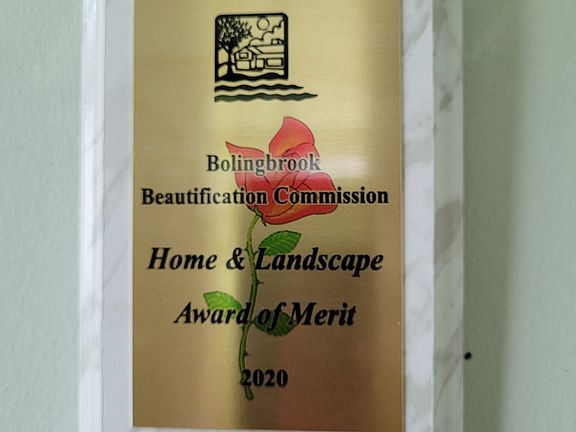 Bolingbrook
Beautification Commission
Home & Landscape
Award of Merit
2020